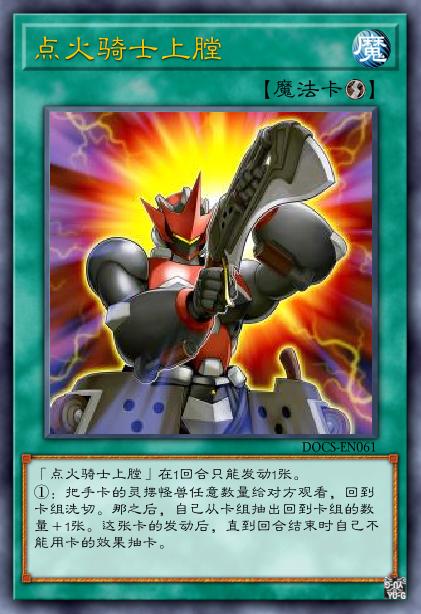 点火骑士上膛
魔
【魔法卡】
DOCS-EN061
「点火骑士上膛」在1回合只能发动1张。
①：把手卡的灵摆怪兽任意数量给对方观看，回到
卡组洗切。那之后，自己从卡组抽出回到卡组的数
量＋1张。这张卡的发动后，直到回合结束时自己不
能用卡的效果抽卡。